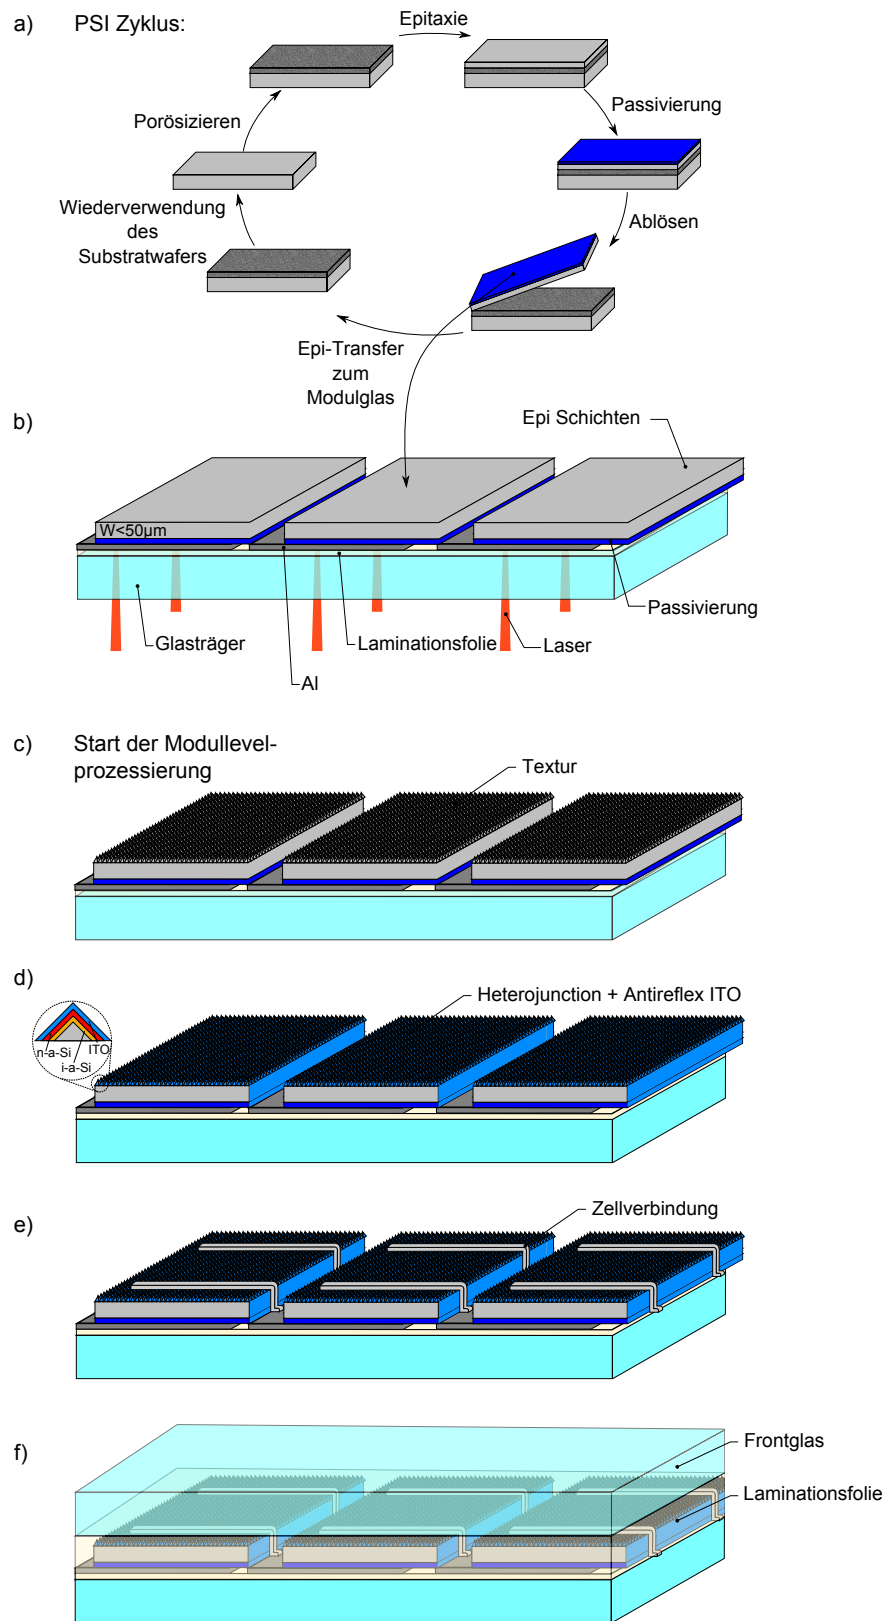 a) PSI Zyklus:
Epitaxie
Passivierung
Porösizieren
Wiederverwendung
des
Substratwafers
Ablösen
Epi-Transfer
zum
Modulglas
b)
Epi Schichten
W<50µm
Passivierung
Glasträger
Laminationsfolie
Laser
Al
c) Start der Modullevel-
prozessierung
Textur
d)
Heterojunction + Antireflex ITO
n-a-Si
ITO
i-a-Si
e)
Zellverbindung
f)
Frontglas
Laminationsfolie